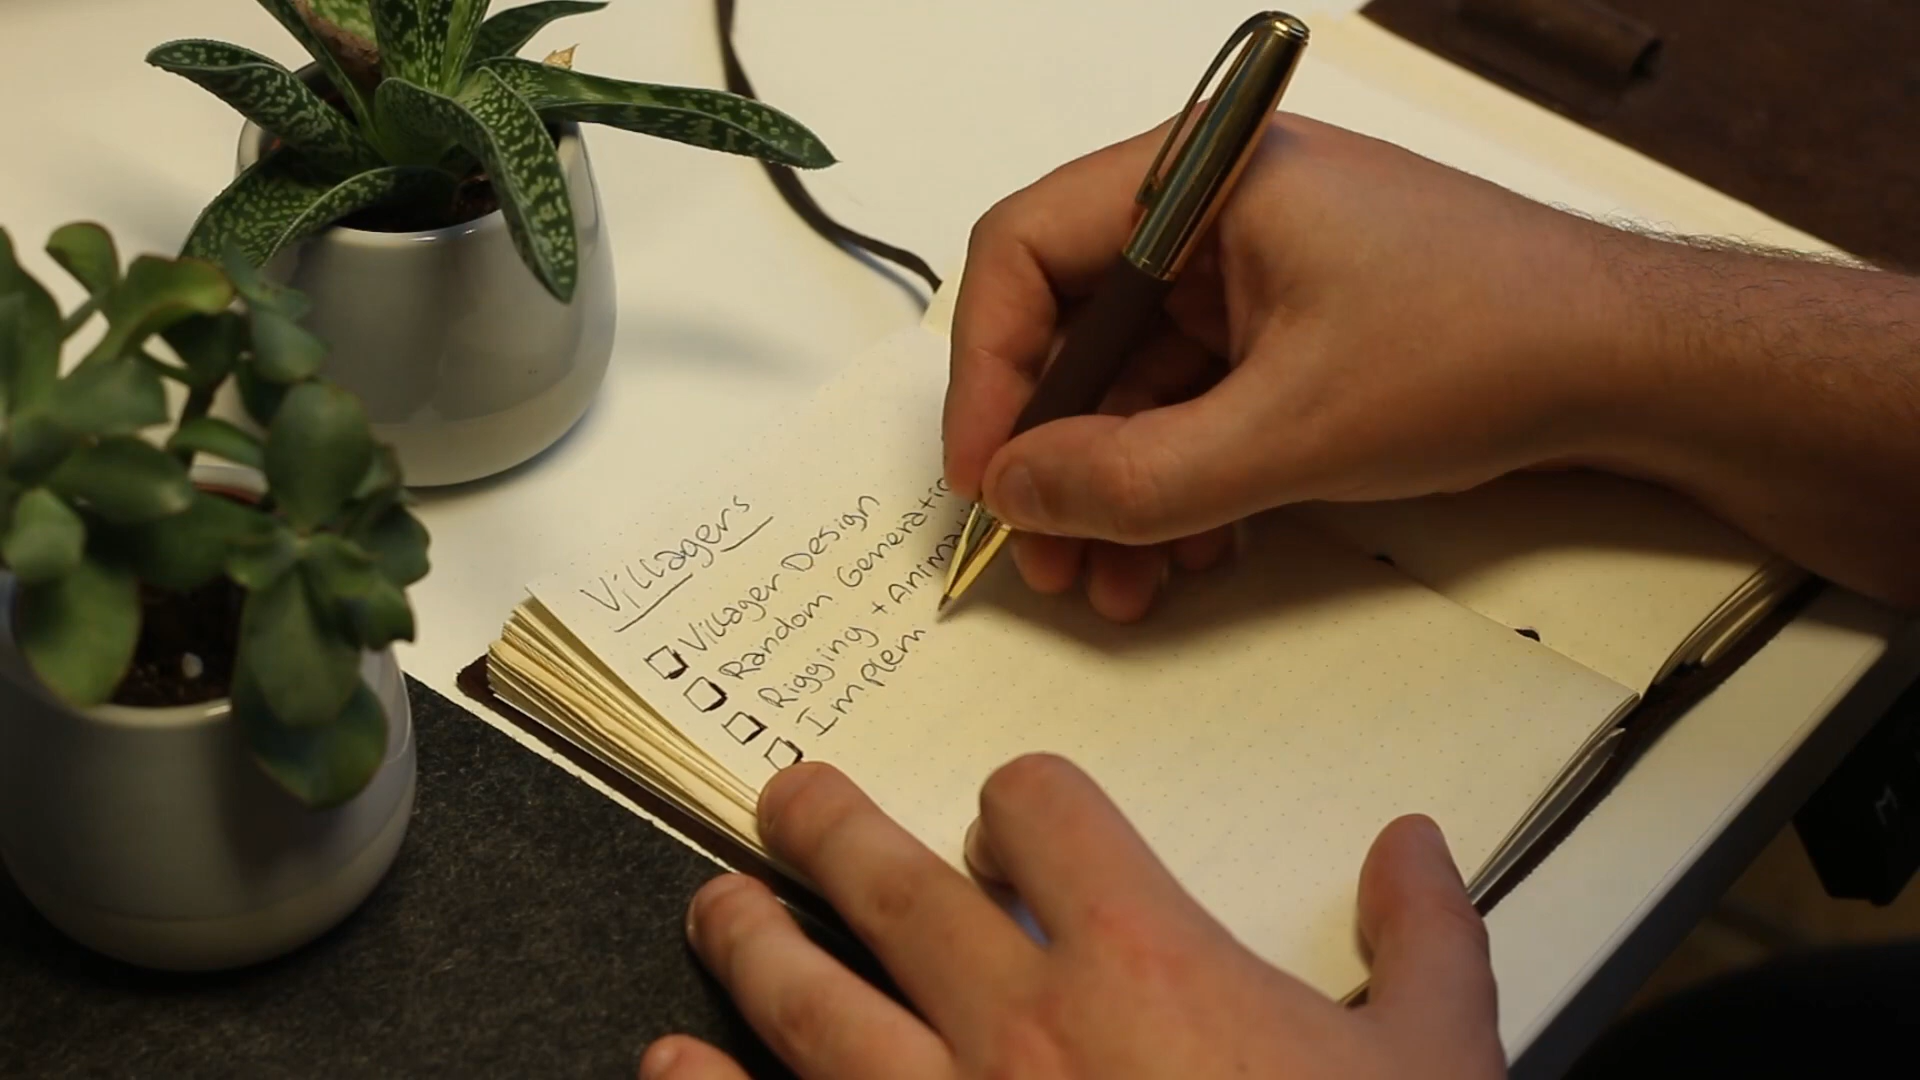 Villagers
Villager Design
Random Generatio
Rigging + Anima
Implem